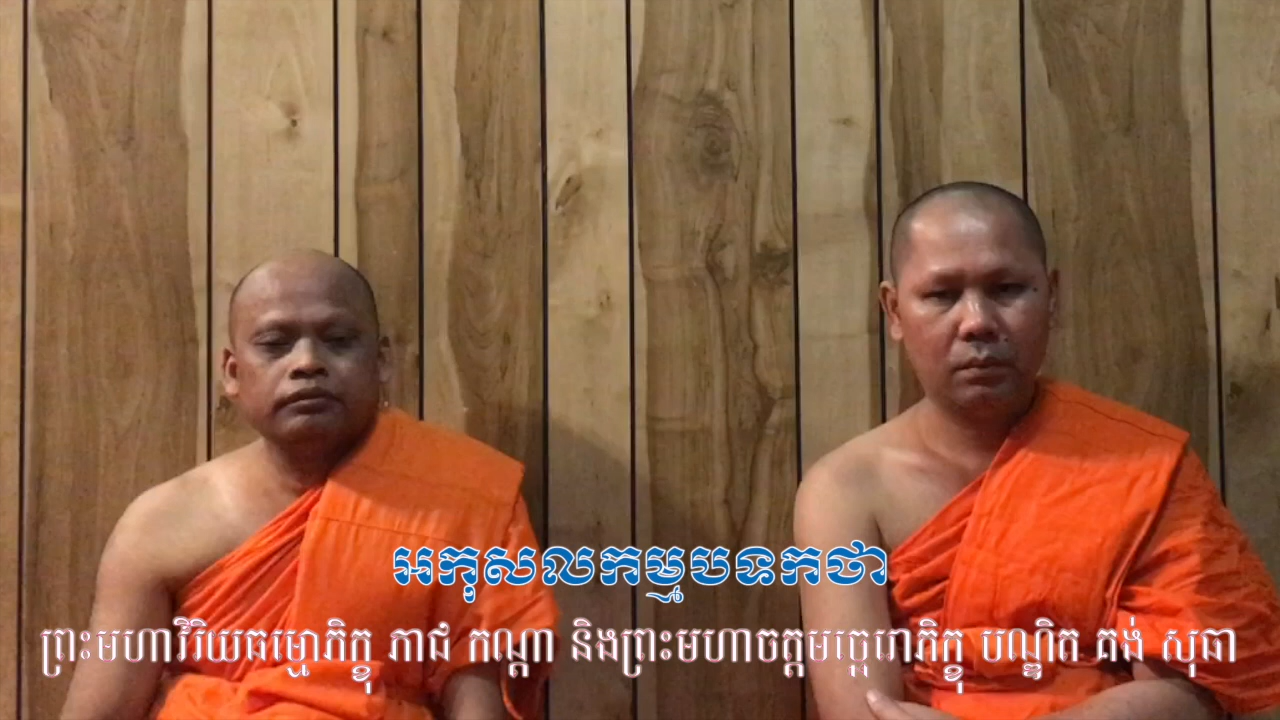 អកុសលកម្មបទកថា
ព្រះមហាវិរិយធម្មោភិក្ខុ ភាជ កណ្ដា និងព្រះមហាចត្តមច្ឆេរោភិក្ខុ បណ្ឌិត គង់ សុធា